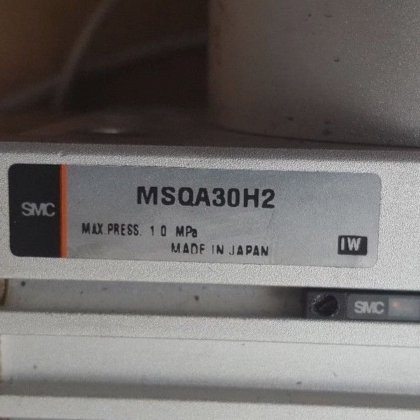 SMC
MSQA30H2
MAX.PRESS. 1.0 MPa
MADE IN JAPAN
IW
SMC